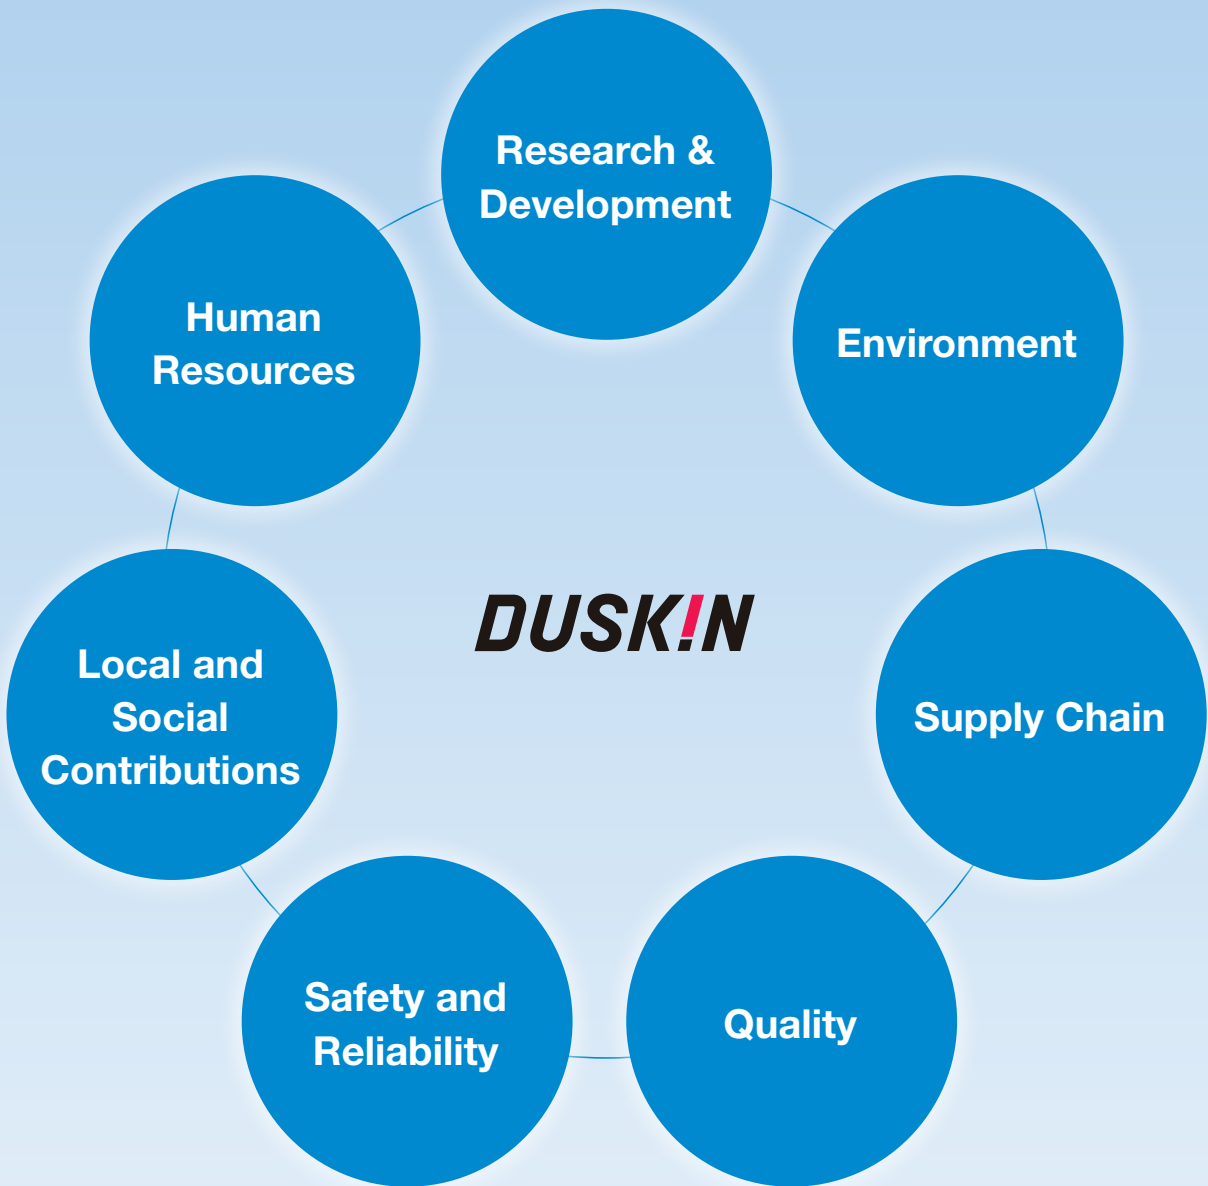 Research &
Development
Environment
Supply Chain
Quality
Safety and
Reliability
Local and
Social
Contributions
Human
Resources
DUSK!N